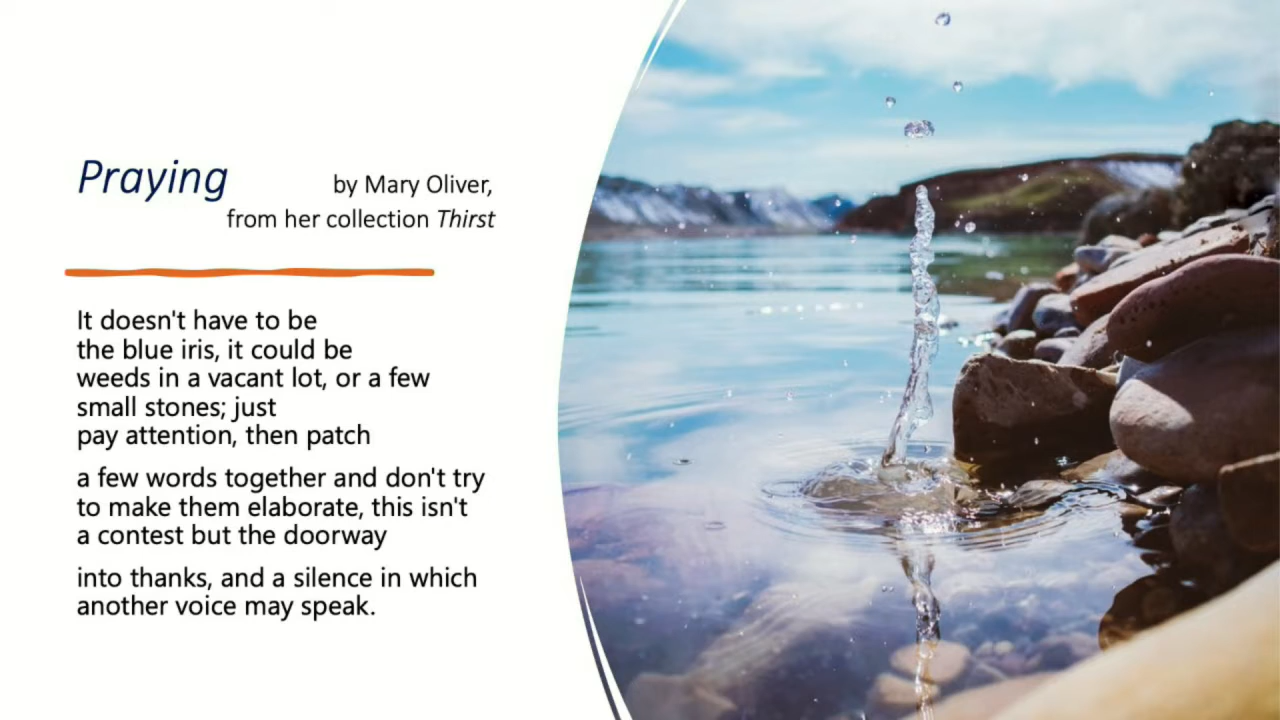 Praying by Mary Oliver,
from her collection Thirst
It doesn't have to be
the blue iris, it could be
weeds in a vacant lot, or a few
small stones; just
pay attention, then patch
a few words together and don't try
to make them elaborate, this isn't
a contest but the doorway
into thanks, and a silence in which
another voice may speak.